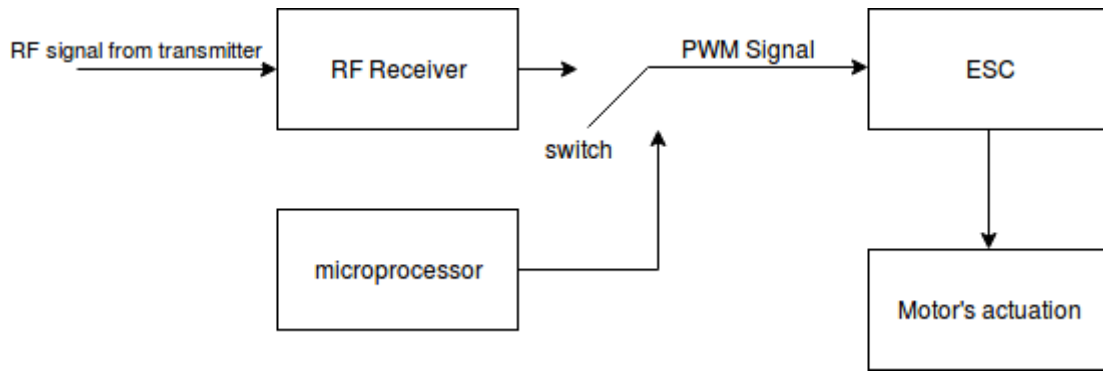 RF signal from transmitter
RF Receiver
PWM Signal
ESC
switch
microprocessor
Motor's actuation